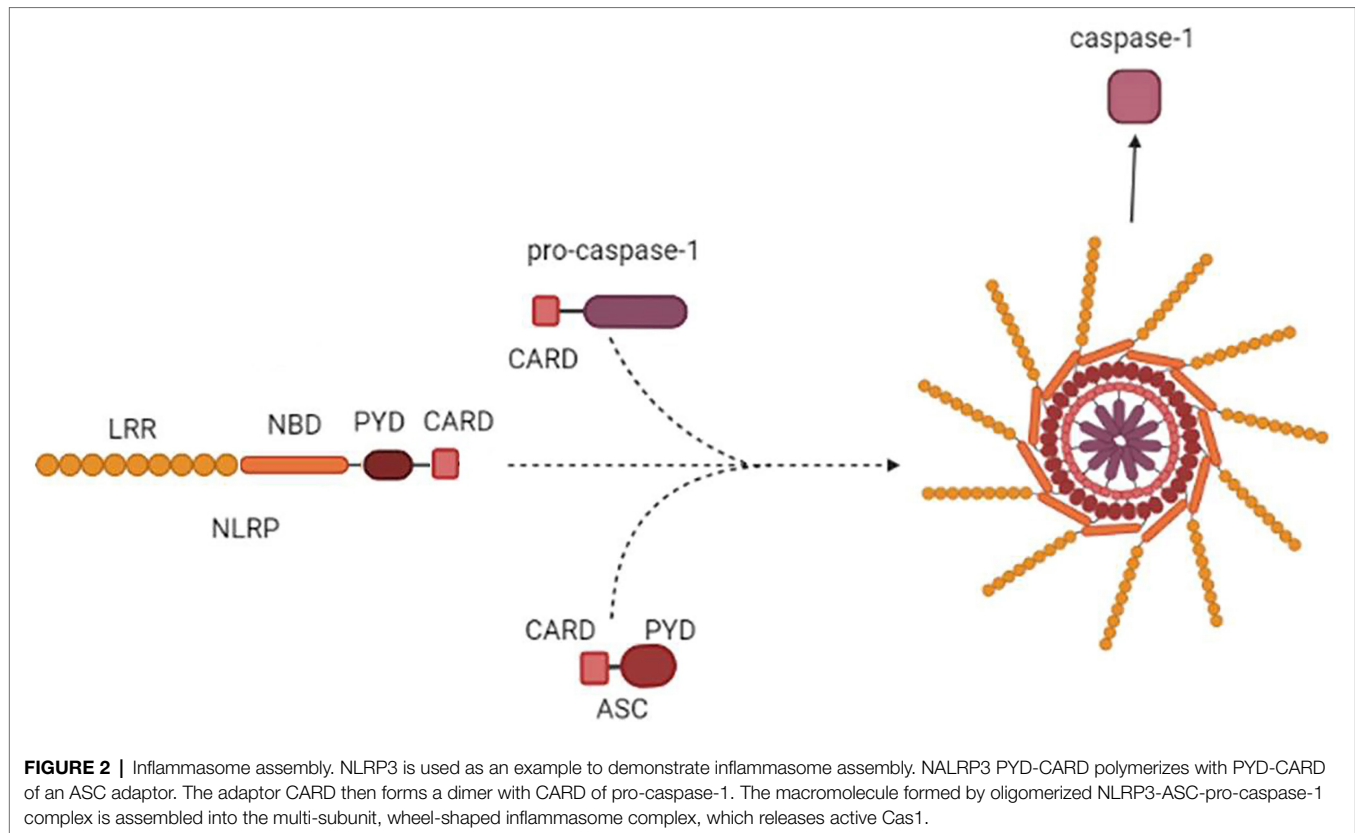 caspase-1
pro-caspase-1
CARD
LRR NBD PYD CARD
NLRP
CARD PYD
ASC
FIGURE 2 | Inflammasome assembly. NLRP3 is used as an example to demonstrate inflammasome assembly. NALRP3 PYD-CARD polymerizes with PYD-CARD
of an ASC adaptor. The adaptor CARD then forms a dimer with CARD of pro-caspase-1. The macromolecule formed by oligomerized NLRP3-ASC-pro-caspase-1
complex is assembled into the multi-subunit, wheel-shaped inflammasome complex, which releases active Cas1.